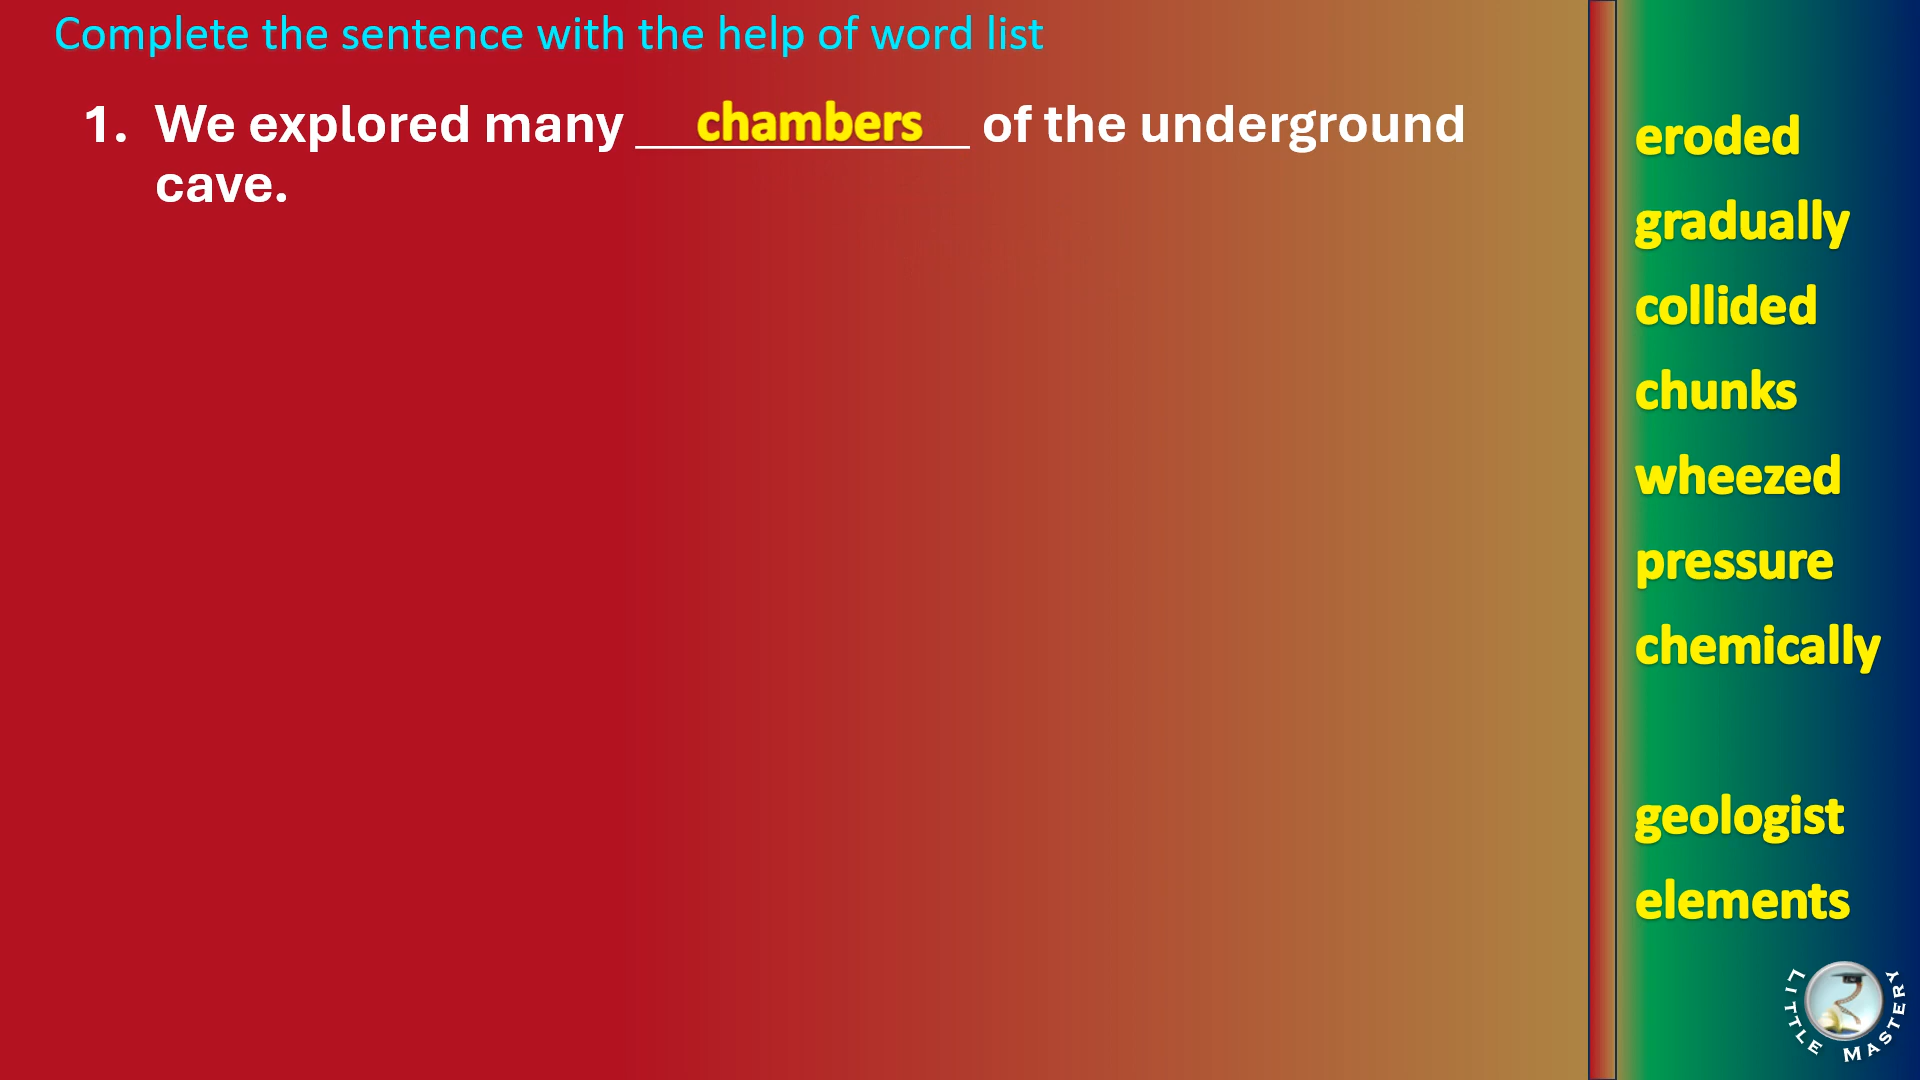 Complete the sentence with the help of word list
1. We explored many chambers of the underground
cave.
eroded
gradually
collided
chunks
wheezed
pressure
chemically
geologist
elements
LITTLE MASTERY